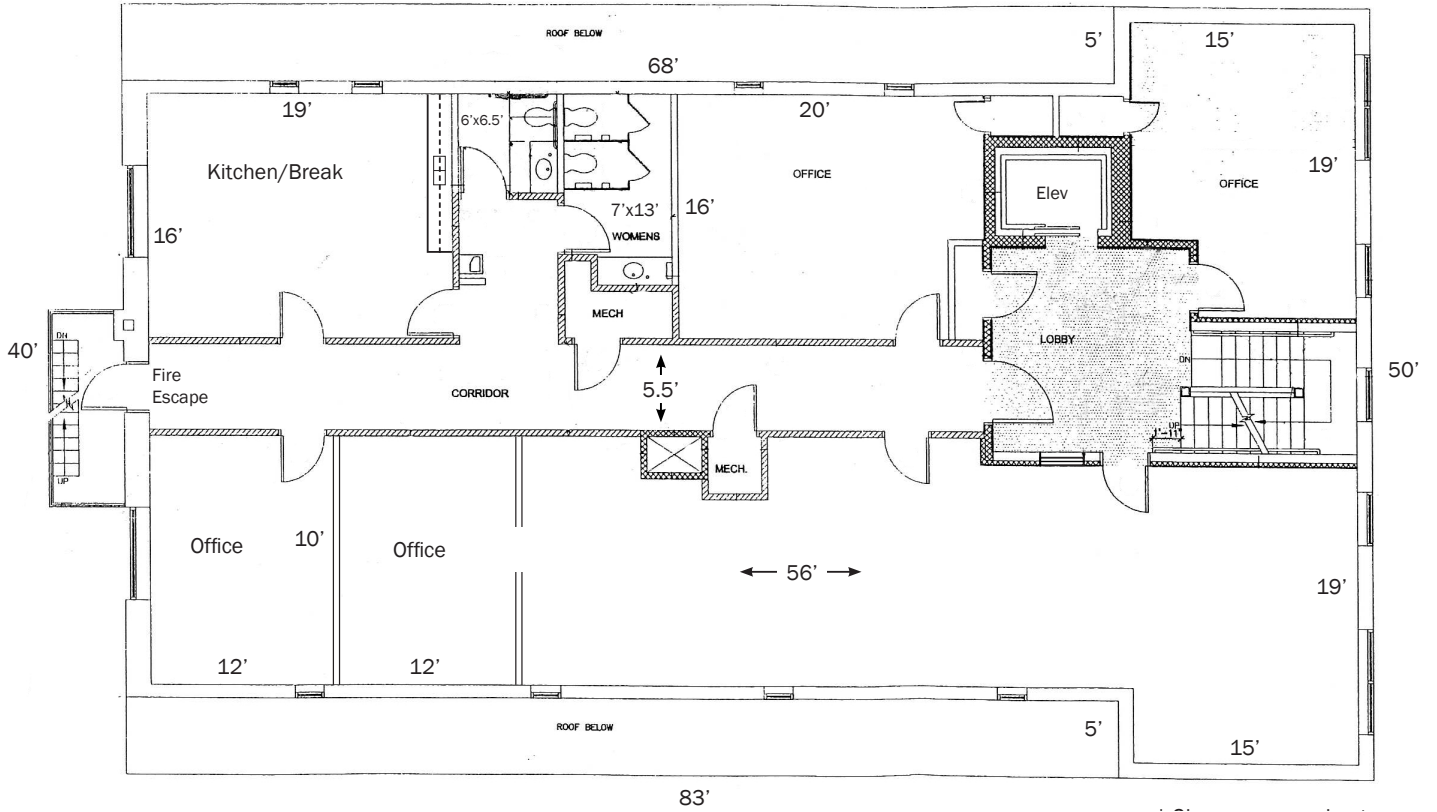 ROOF BELOW
5'
15'
68'
19'
6'x6.5'
20'
Kitchen/Break
OFFICE
Elev
19'
OFFICE
7'x13'
16'
16'
WOMENS
MECH
DN
40'
LOBBY
DN
Fire
Escape
CORRIDOR
5.5'
50'
UP
1'-11"
MECH.
UP
Office
10'
Office
56'
19'
12'
12'
ROOF BELOW
5'
15'
83'